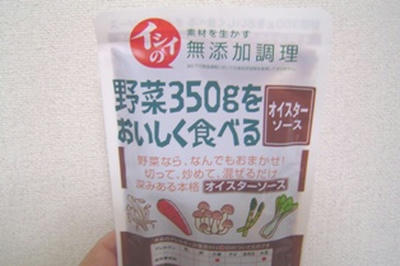 イシイの
素材を生かす
無添加調理
野菜350gを
おいしく食べる
オイスター
ソース
野菜なら、なんでもおまかせ!
切って、炒めて、混ぜるだけ
深みある本格 オイスターソース